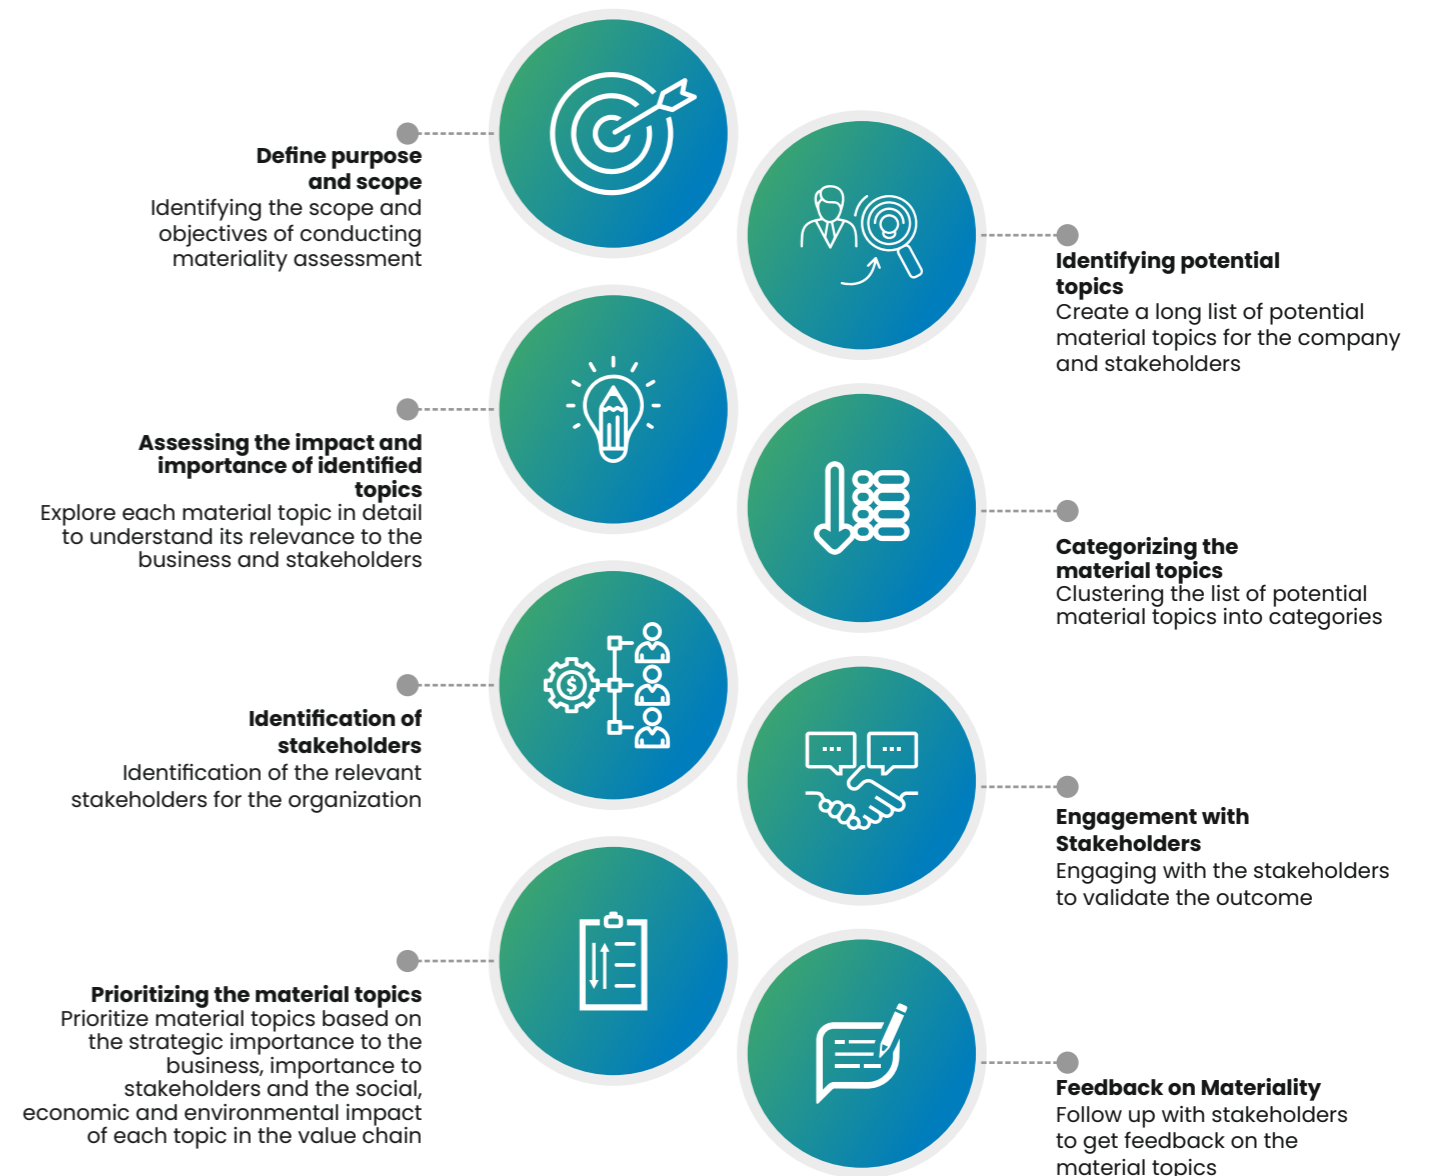 Define purpose
and scope
Identifying the scope and
objectives of conducting
materiality assessment
Identifying potential
topics
Create a long list of potential
material topics for the company
and stakeholders
Assessing the impact and
importance of identified
topics
Explore each material topic in detail
to understand its relevance to the
business and stakeholders
Categorizing the
material topics
Clustering the list of potential
material topics into categories
Identification of
stakeholders
Identification of the relevant
stakeholders for the organization
Engagement with
Stakeholders
Engaging with the stakeholders
to validate the outcome
Prioritizing the material topics
Prioritize material topics based on
the strategic importance to the
business, importance to
stakeholders and the social,
economic and environmental impact
of each topic in the value chain
Feedback on Materiality
Follow up with stakeholders
to get feedback on the
material topics